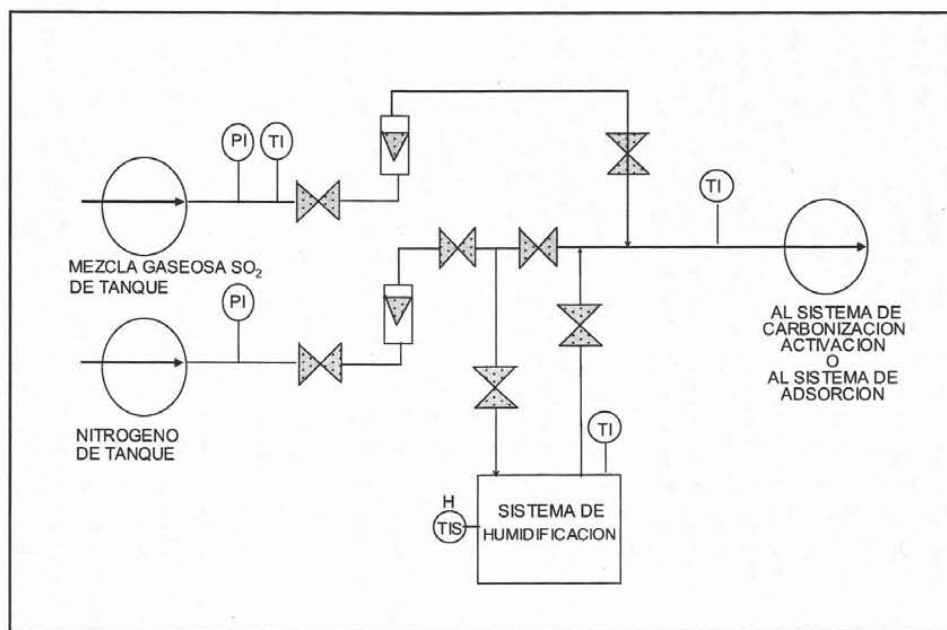 PI
TI
MEZCLA GASEOSA SO₂
DE TANQUE
PI
NITROGENO
DE TANQUE
TI
AL SISTEMA DE
CARBONIZACION
ACTIVACION
O
AL SISTEMA DE
ADSORCION
TI
H
TIS
SISTEMA DE
HUMIDIFICACION